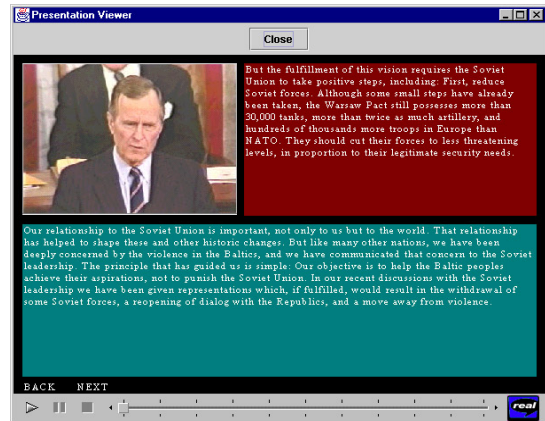 Presentation Viewer
Close
But the fulfillment of this vision requires the Soviet
Union to take positive steps, including: First, reduce
Soviet forces. Although some small steps have already
been taken, the Warsaw Pact still possesses more than
30,000 tanks, more than twice as much artillery, and
hundreds of thousands more troops in Europe than
NATO. They should cut their forces to less threatening
levels, in proportion to their legitimate security needs.
Our relationship to the Soviet Union is important, not only to us but to the world. That relationship
has helped to shape these and other historic changes. But like many other nations, we have been
deeply concerned by the violence in the Baltics, and we have communicated that concern to the Soviet
leadership. The principle that has guided us is simple: Our objective is to help the Baltic peoples
achieve their aspirations, not to punish the Soviet Union. In our recent discussions with the Soviet
leadership we have been given representations which, if fulfilled, would result in the withdrawal of
some Soviet forces, a reopening of dialog with the Republics, and a move away from violence.
BACK NEXT
real